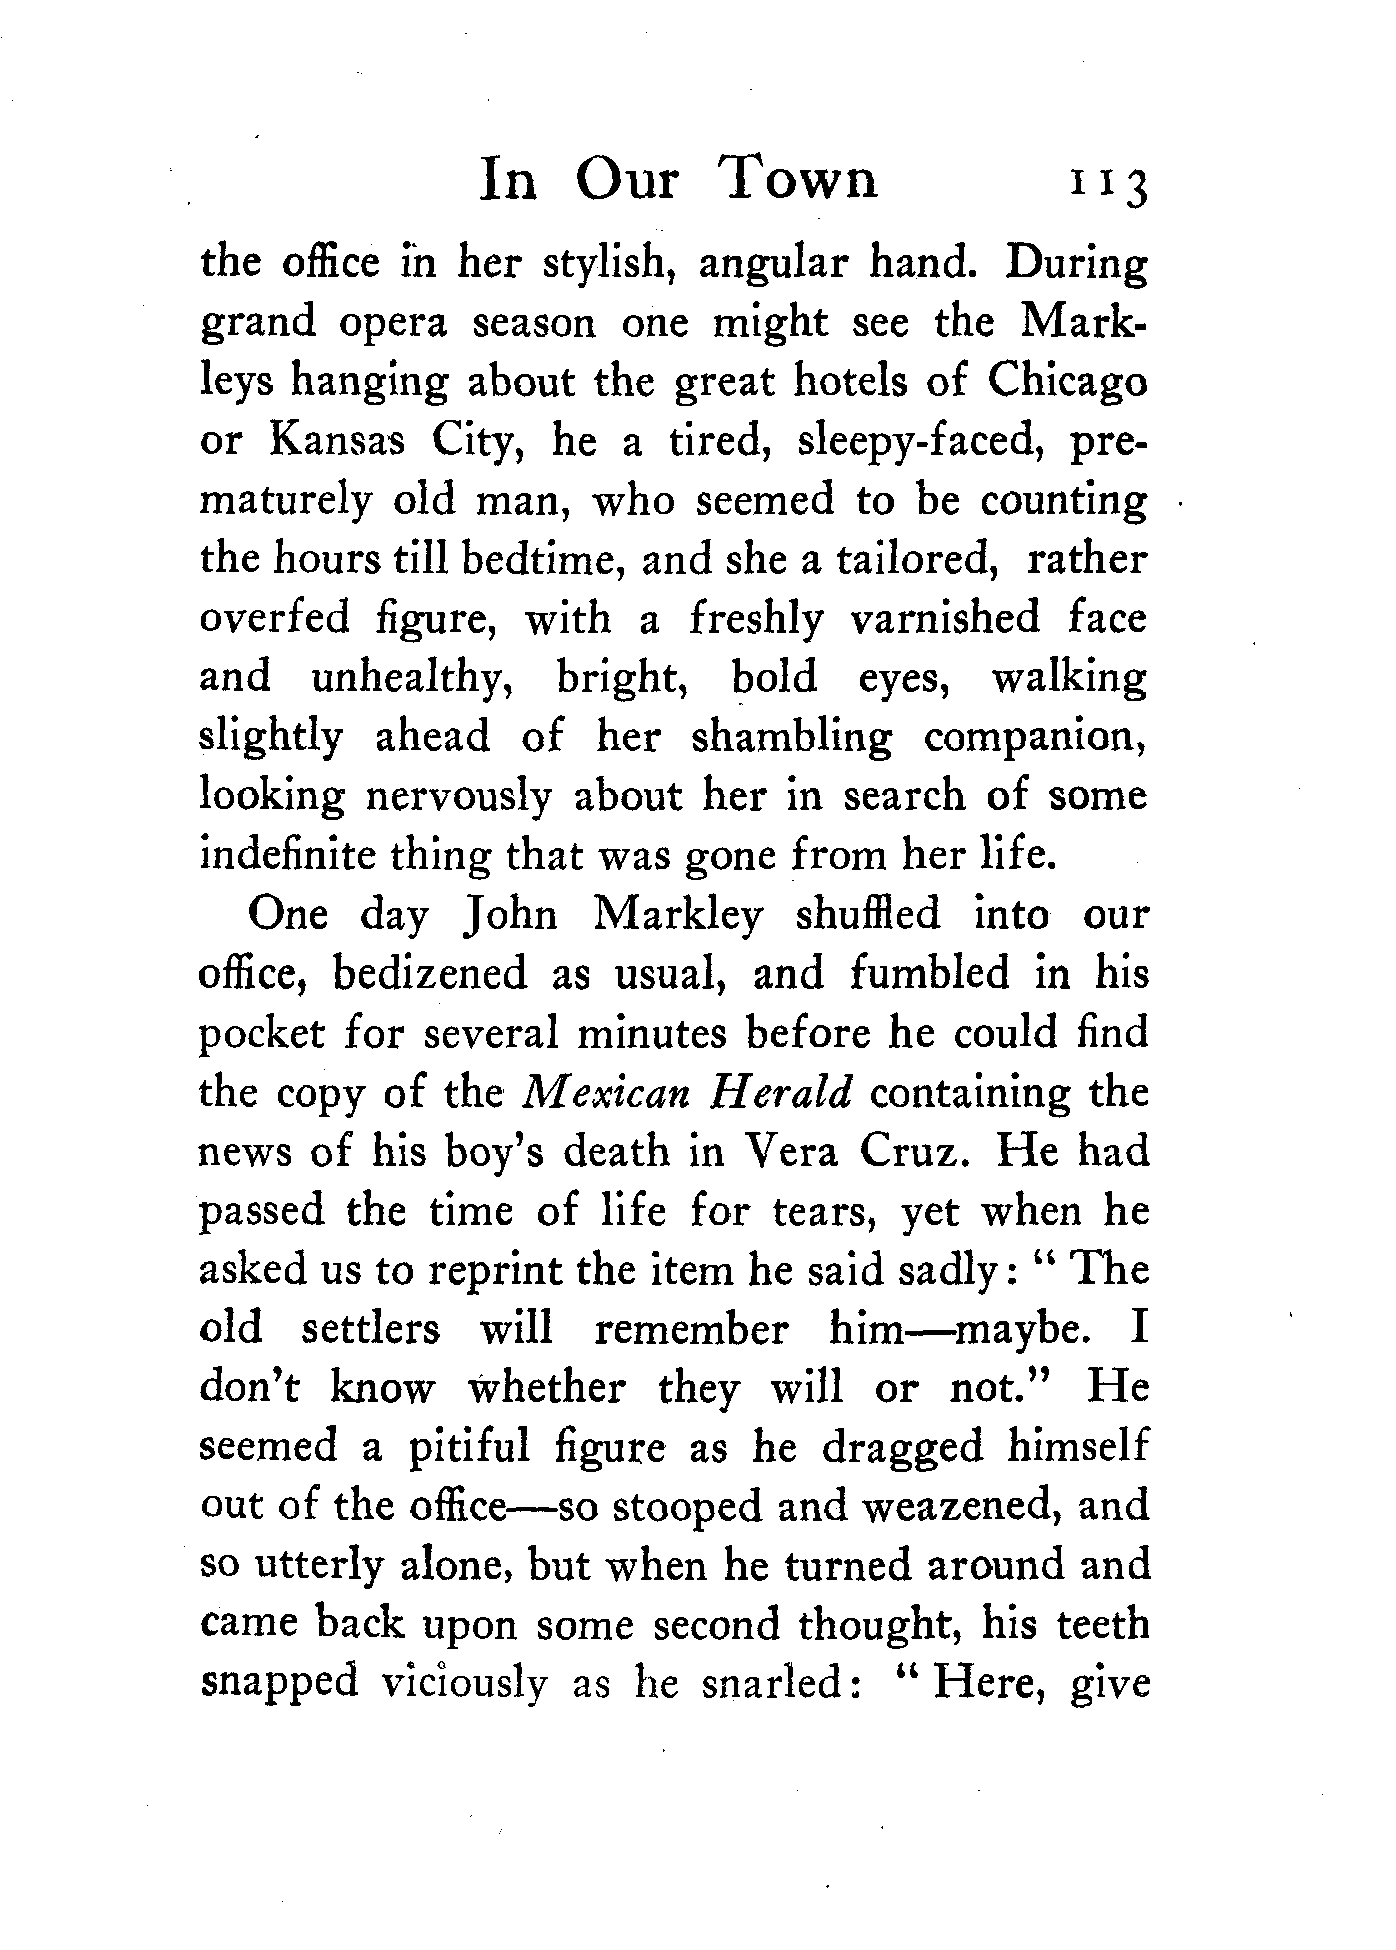 In Our Town 113
the office in her stylish, angular hand. During
grand opera season one might see the Mark-
leys hanging about the great hotels of Chicago
or Kansas City, he a tired, sleepy-faced, pre-
maturely old man, who seemed to be counting
the hours till bedtime, and she a tailored, rather
overfed figure, with a freshly varnished face
and unhealthy, bright, bold eyes, walking
slightly ahead of her shambling companion,
looking nervously about her in search of some
indefinite thing that was gone from her life.
One day John Markley shuffled into our
office, bedizened as usual, and fumbled in his
pocket for several minutes before he could find
the copy of the Mexican Herald containing the
news of his boy's death in Vera Cruz. He had
passed the time of life for tears, yet when he
asked us to reprint the item he said sadly: “ The
old settlers will remember him—maybe. I
don't know whether they will or not.” He
seemed a pitiful figure as he dragged himself
out of the office—so stooped and weazened, and
so utterly alone, but when he turned around and
came back upon some second thought, his teeth
snapped viciously as he snarled: “ Here, give